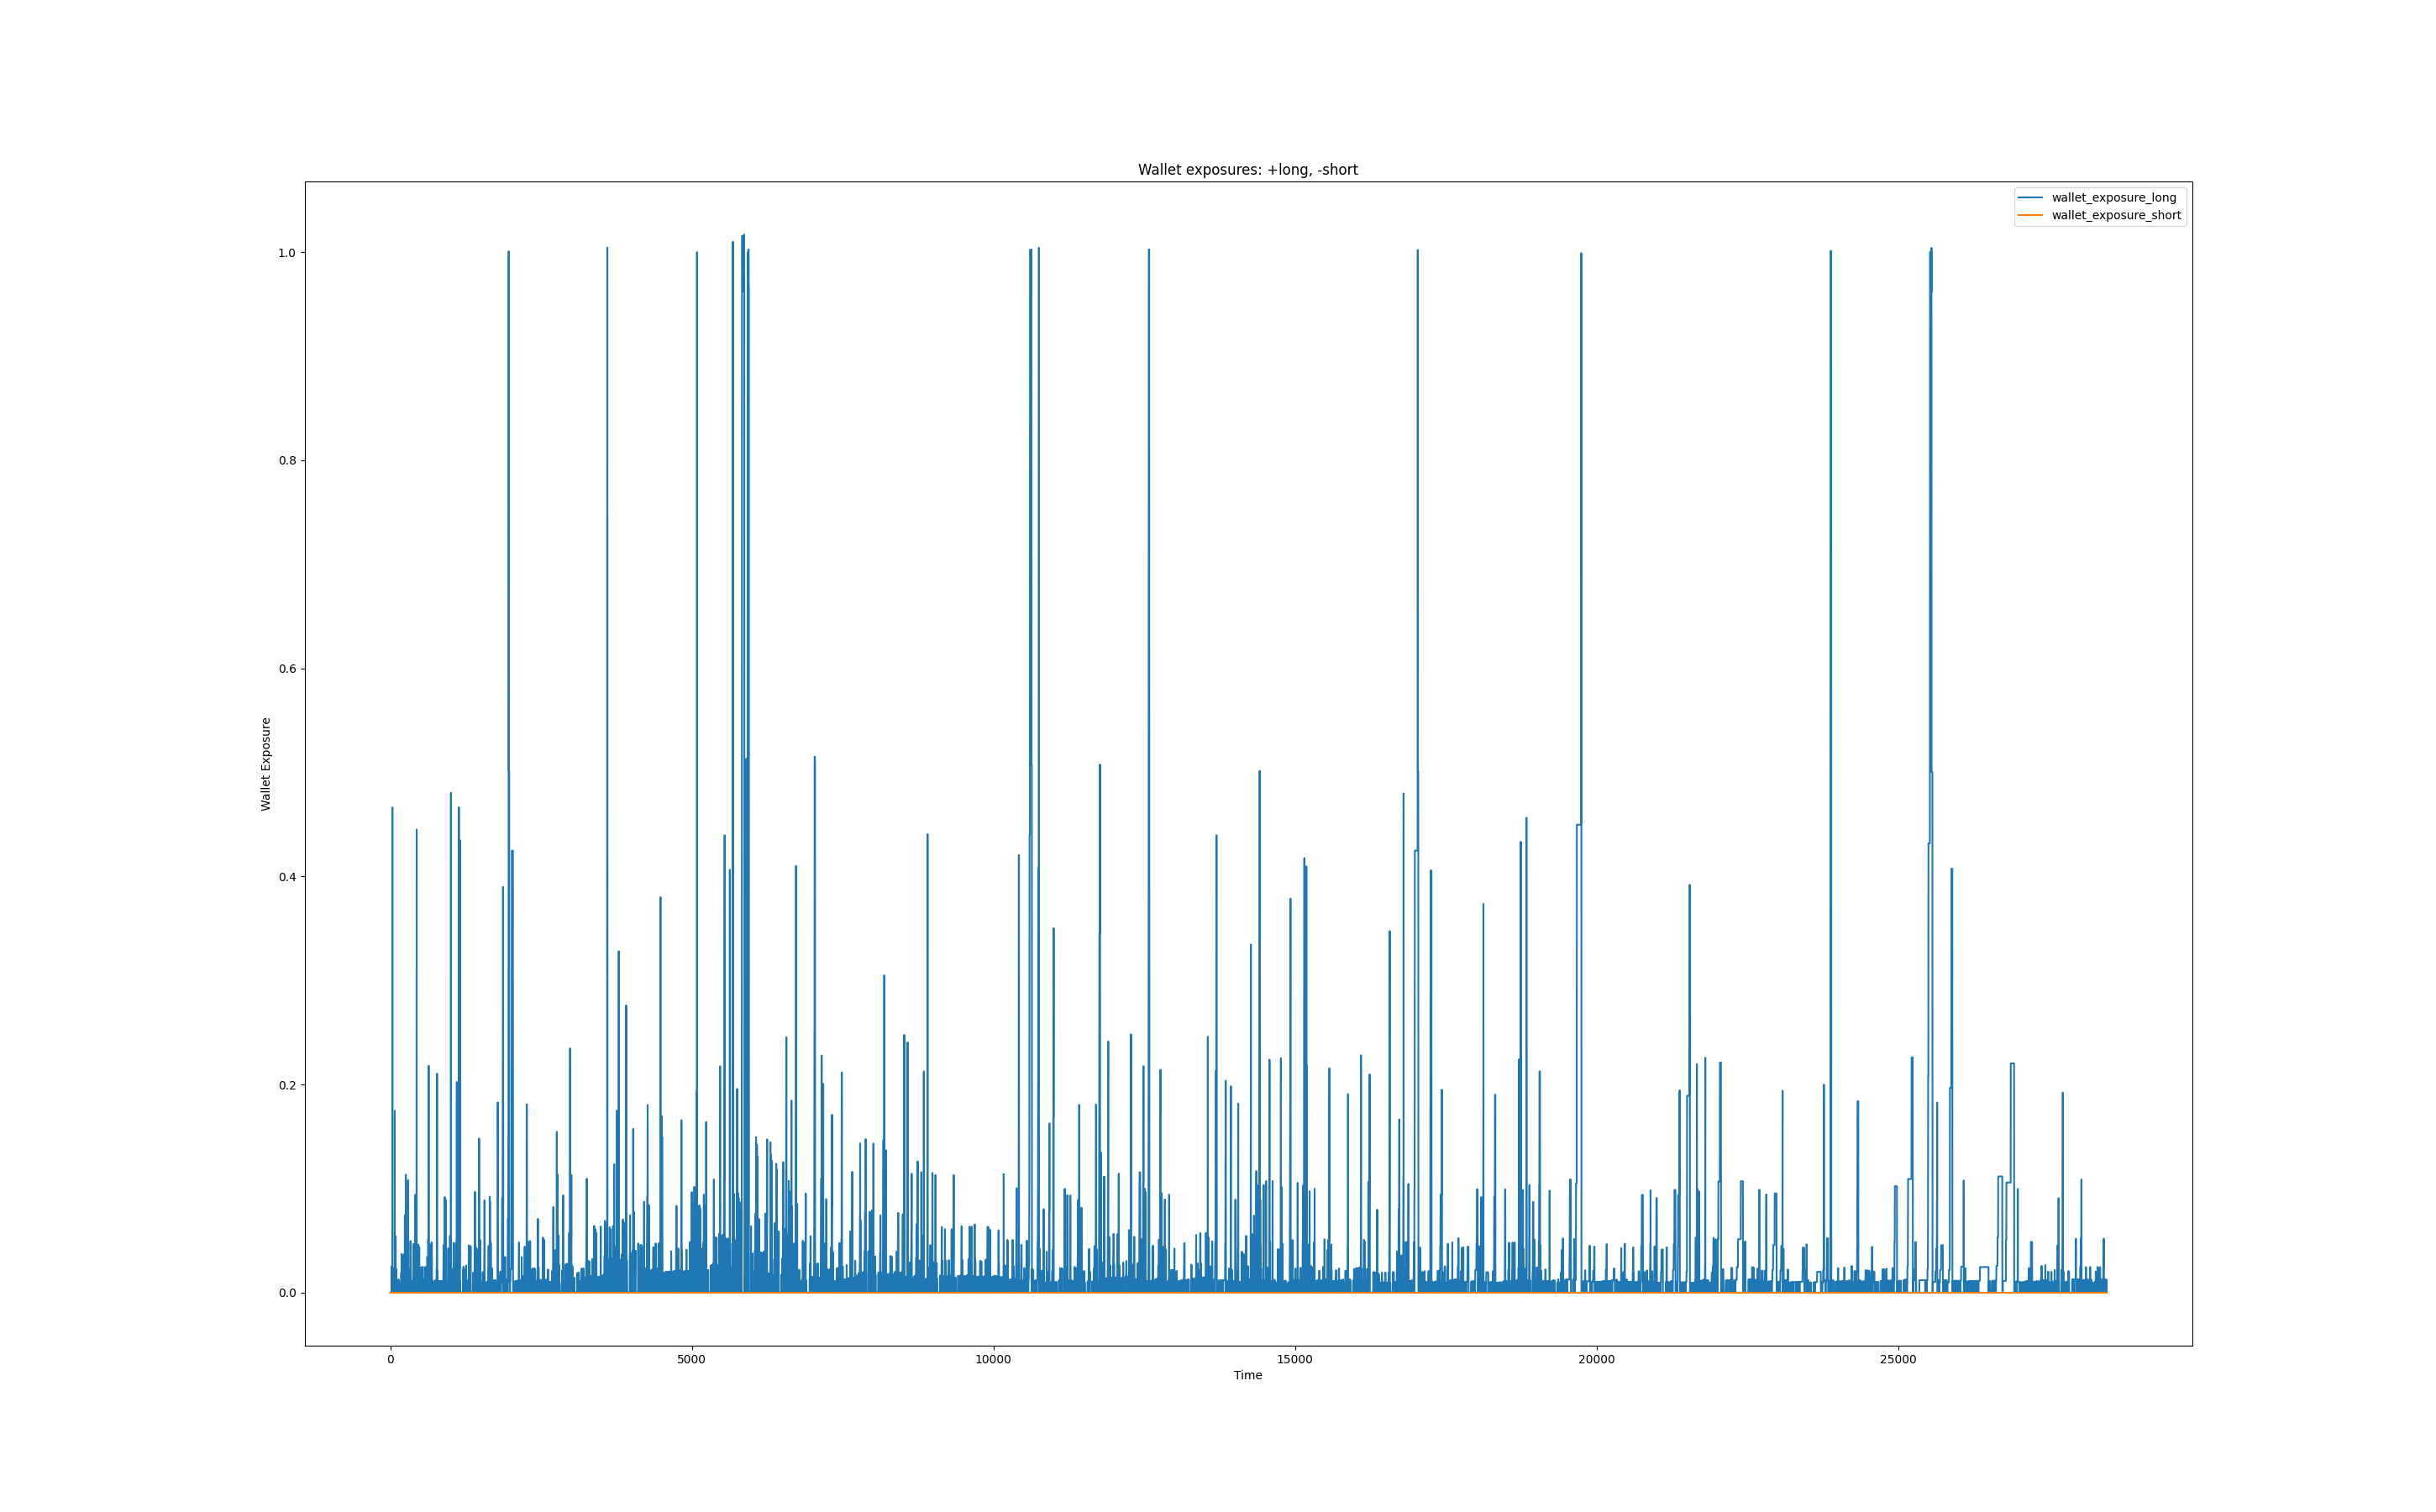 Wallet exposures: +long, -short
wallet_exposure_long
wallet_exposure_short
1.0
0.8
0.6
0.4
0.2
0.0
Wallet Exposure
0 5000 10000 15000 20000 25000
Time